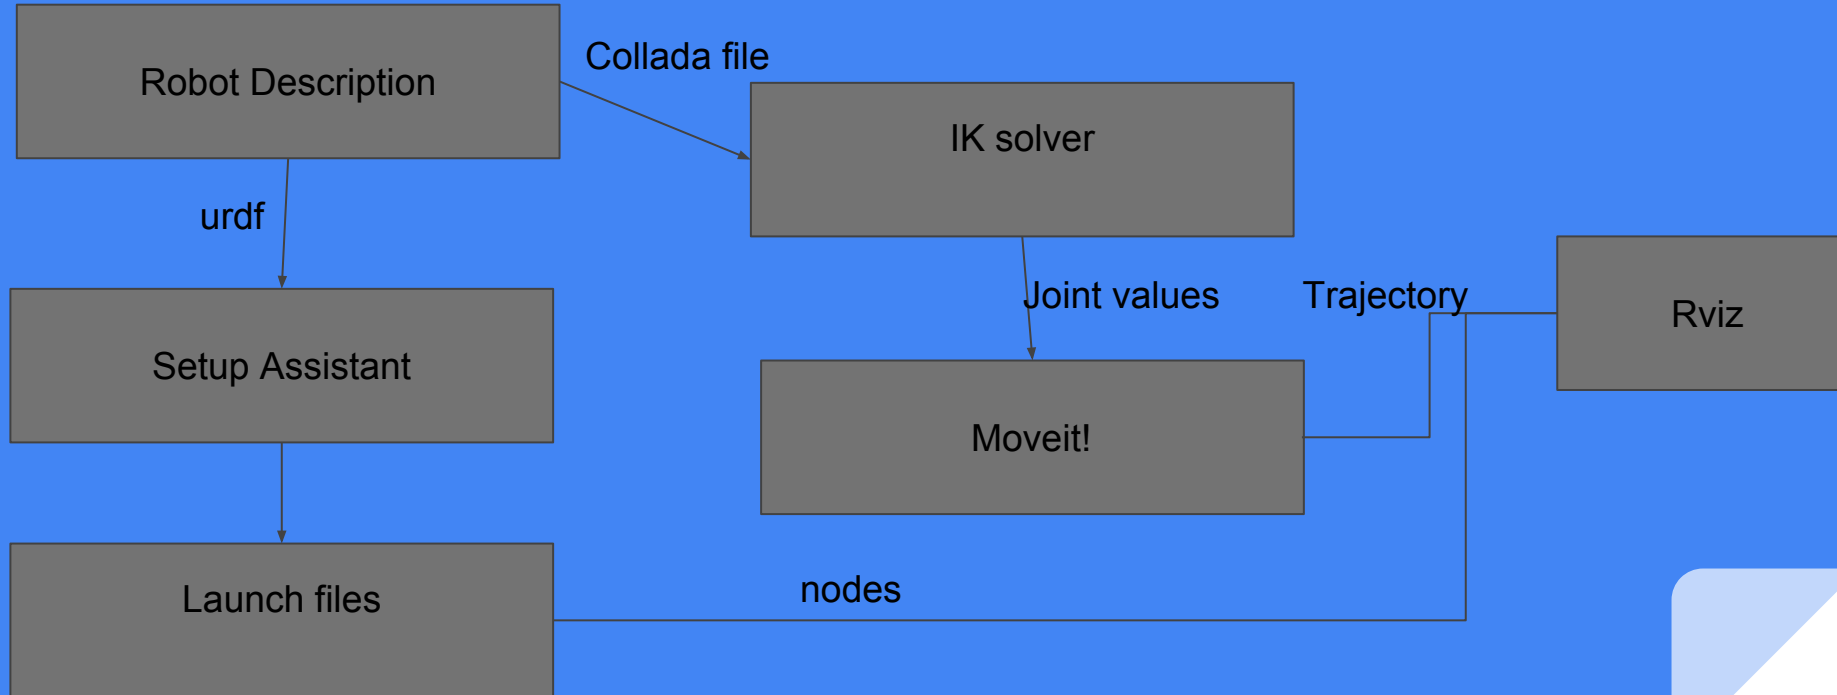 Robot Description
Collada file
IK solver
urdf
Joint values
Trajectory
Rviz
Setup Assistant
Moveit!
Launch files
nodes